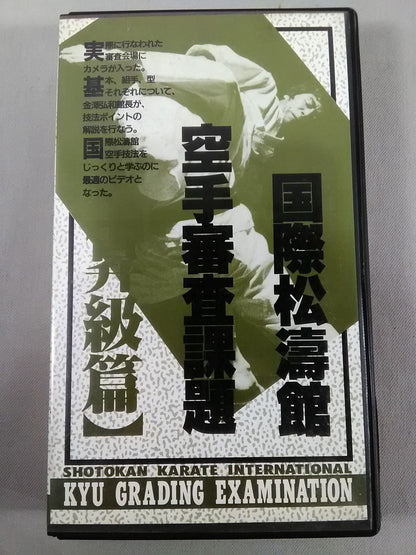 実際に行なわれた
審査会場に
カメラが入った。
基本、組手、型
それぞれについて、
金澤弘和館長が、
技法ポイントの
解説を行なう。
国際松濤館
空手技法を
じっくりと学ぶのに
最適のビデオと
なった。
国際松濤館
空手審査課題
昇級篇】
SHOTOKAN KARATE INTERNATIONAL
KYU GRADING EXAMINATION